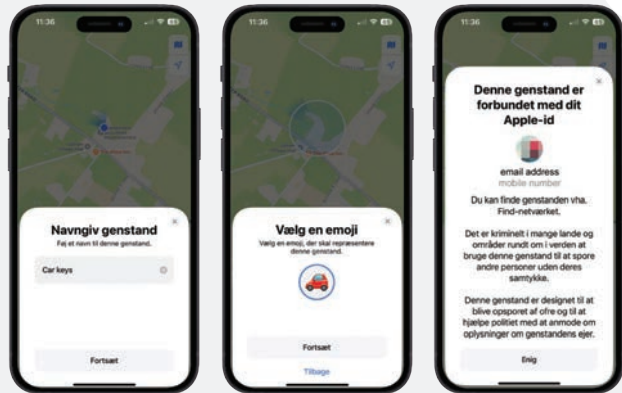 11:36
Navngiv genstand
Føj et navn til denne genstand.
Car keys
Fortsæt
11:36
Vælg en emoji
Vælg en emoji, der skal repræsentere
denne genstand.
Fortsæt
Tilbage
11:36
Denne genstand er
forbundet med dit
Apple-id
email address
mobile number
Du kan finde genstanden vha.
Find-netværket.
Det er kriminelt i mange lande og
områder rundt om i verden at
bruge denne genstand til at spore
andre personer uden deres
samtykke.
Denne genstand er designet til at
blive opsporet af ofre og til at
hjælpe politiet med at anmode om
oplysninger om genstandens ejer.
Enig